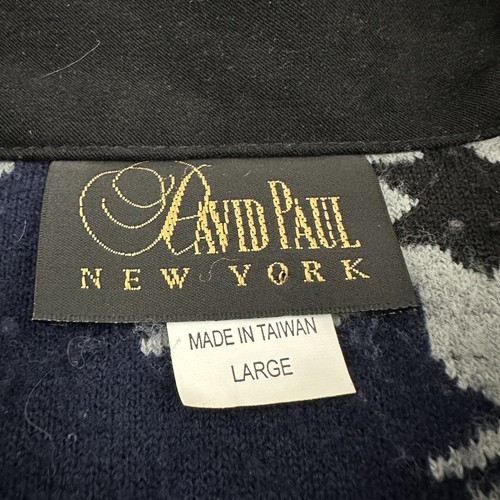 DAVID PAUL
NEW YORK
MADE IN TAIWAN
LARGE